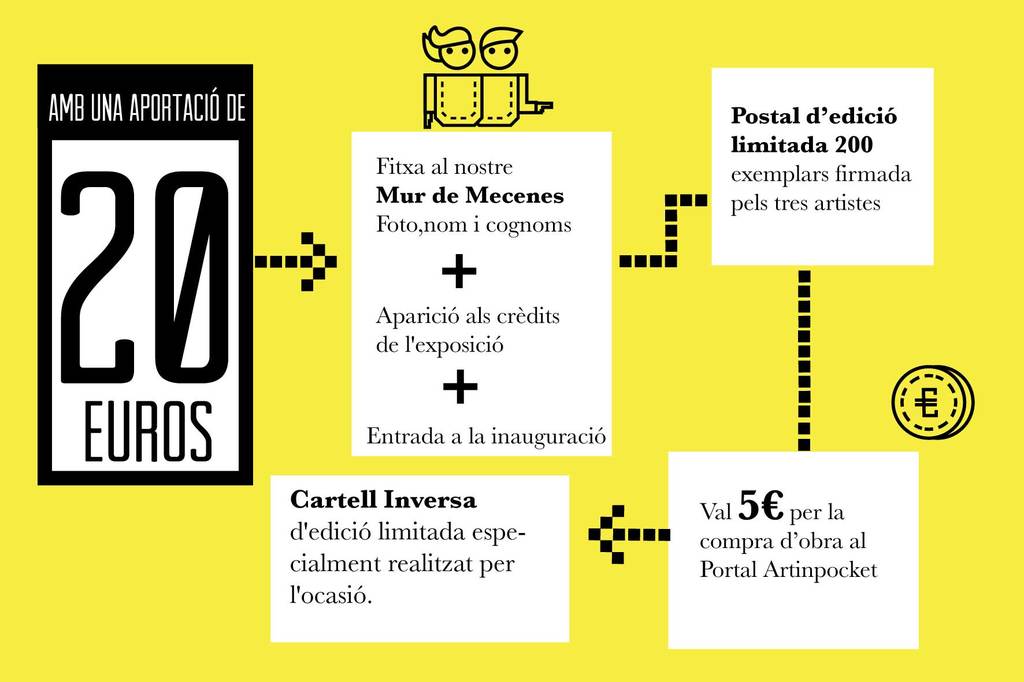 AMB UNA APORTACIÓ DE
20
EUROS
Fitxa al nostre
Mur de Mecenes
Foto,nom i cognoms
+
Aparició als crèdits
de l'exposició
+
Entrada a la inauguració
Postal d’edició
limitada 200
exemplars firmada
pels tres artistes
€
Val 5€ per la
compra d’obra al
Portal Artinpocket
Cartell Inversa
d'edició limitada espe-
cialment realitzat per
l'ocasió.